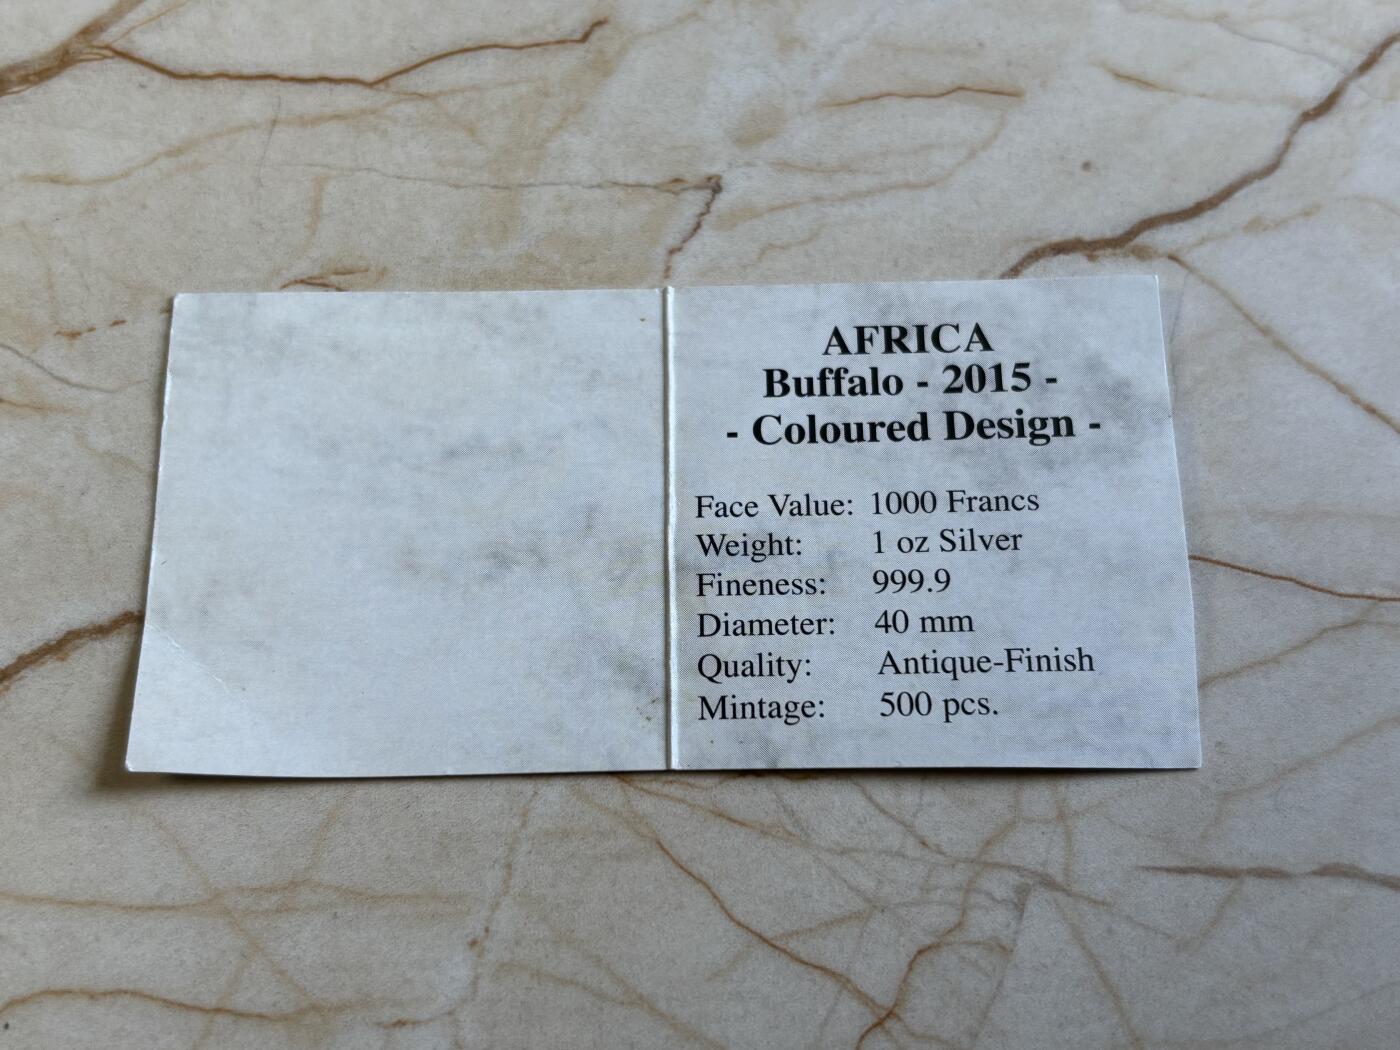 AFRICA
Buffalo - 2015 -
- Coloured Design -
Face Value: 1000 Francs
Weight: 1 oz Silver
Fineness: 999.9
Diameter: 40 mm
Quality: Antique-Finish
Mintage: 500 pcs.